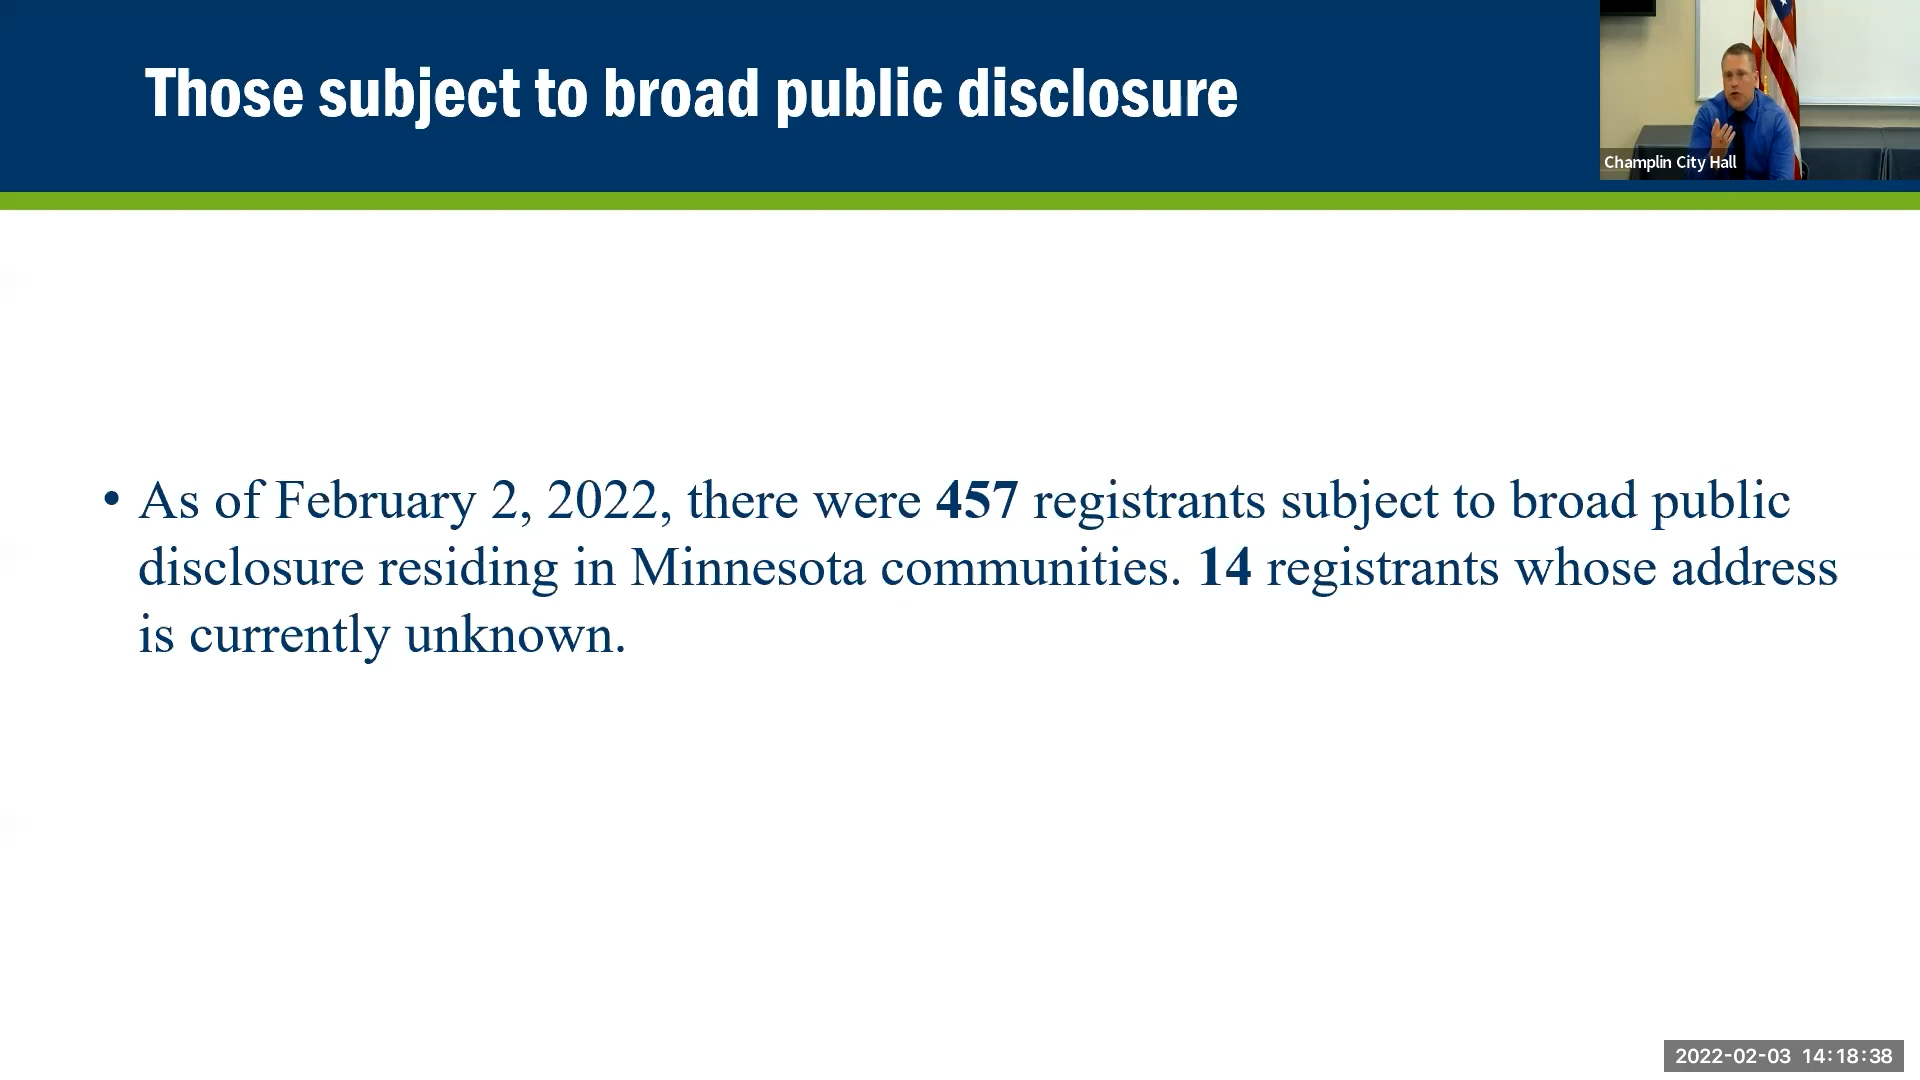 Those subject to broad public disclosure
Champlin City Hall
• As of February 2, 2022, there were 457 registrants subject to broad public
disclosure residing in Minnesota communities. 14 registrants whose address
is currently unknown.
2022-02-03 14:18:38